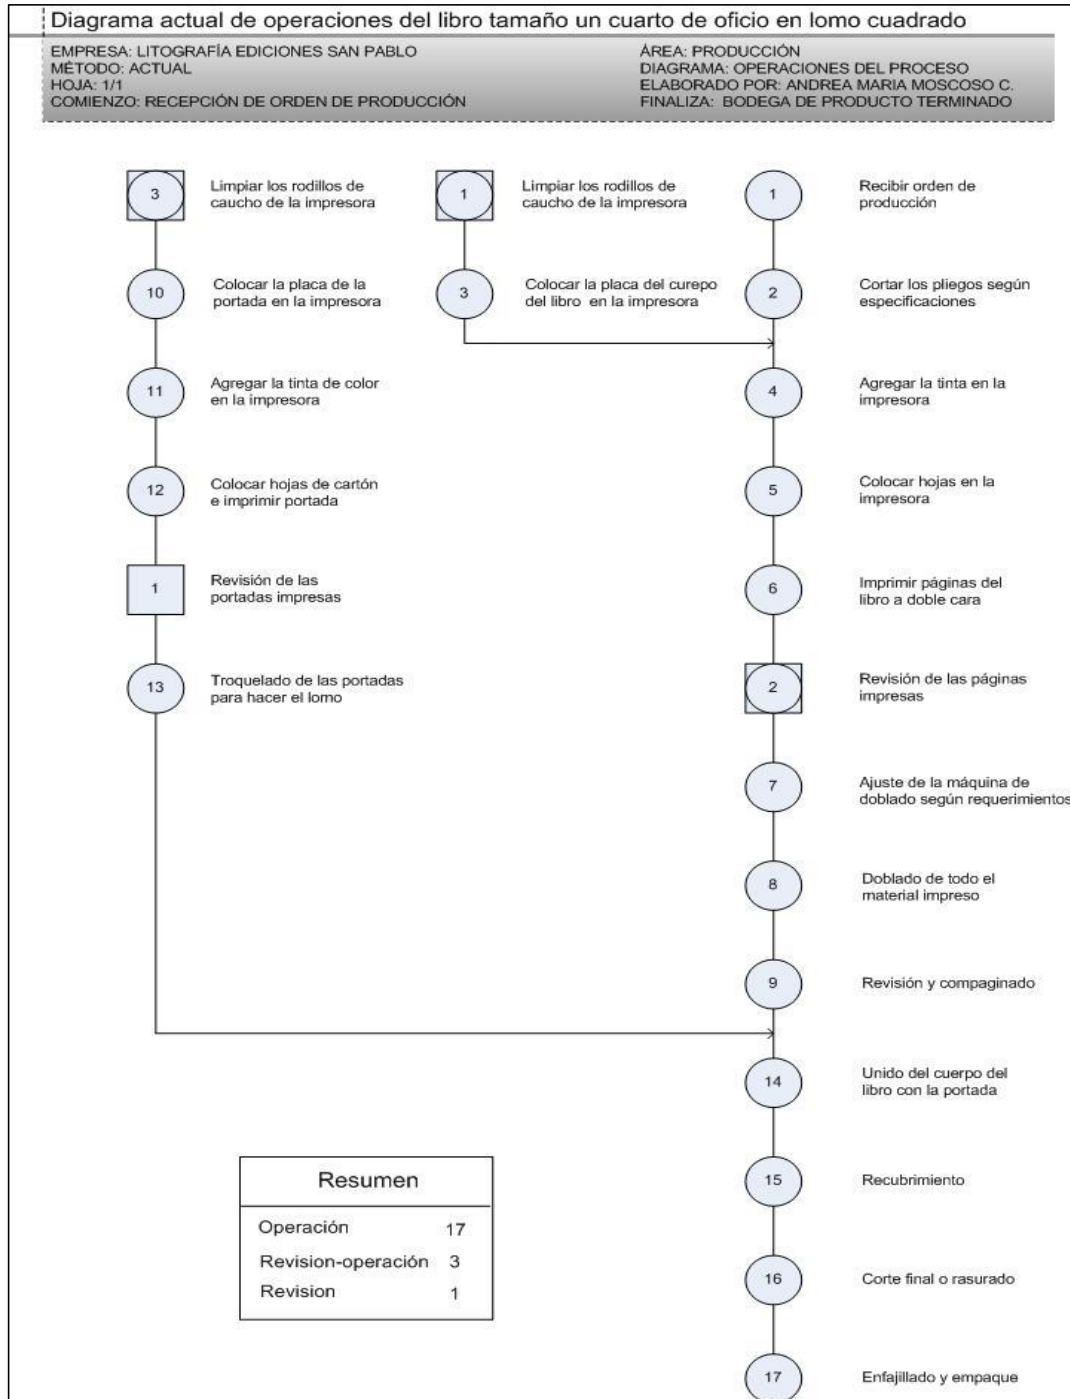 Diagrama actual de operaciones del libro tamaño un cuarto de oficio en lomo cuadrado
EMPRESA: LITOGRAFÍA EDICIONES SAN PABLO
MÉTODO: ACTUAL
HOJA: 1/1
COMIENZO: RECEPCIÓN DE ORDEN DE PRODUCCIÓN
ÁREA: PRODUCCIÓN
DIAGRAMA: OPERACIONES DEL PROCESO
ELABORADO POR: ANDREA MARIA MOSCOSO C.
FINALIZA: BODEGA DE PRODUCTO TERMINADO
3
Limpiar los rodillos de
caucho de la impresora
10
Colocar la placa de la
portada en la impresora
11
Agregar la tinta de color
en la impresora
12
Colocar hojas de cartón
e imprimir portada
1
Revisión de las
portadas impresas
13
Troquelado de las portadas
para hacer el lomo
1
Limpiar los rodillos de
caucho de la impresora
3
Colocar la placa del curepo
del libro en la impresora
1
Recibir orden de
producción
2
Cortar los pliegos según
especificaciones
4
Agregar la tinta en la
impresora
5
Colocar hojas en la
impresora
6
Imprimir páginas del
libro a doble cara
2
Revisión de las páginas
impresas
7
Ajuste de la máquina de
doblado según requerimientos
8
Doblado de todo el
material impreso
9
Revisión y compaginado
14
Unido del cuerpo del
libro con la portada
15
Recubrimiento
16
Corte final o rasurado
17
Enfajillado y empaque
Resumen
Operación 17
Revision-operación 3
Revision 1